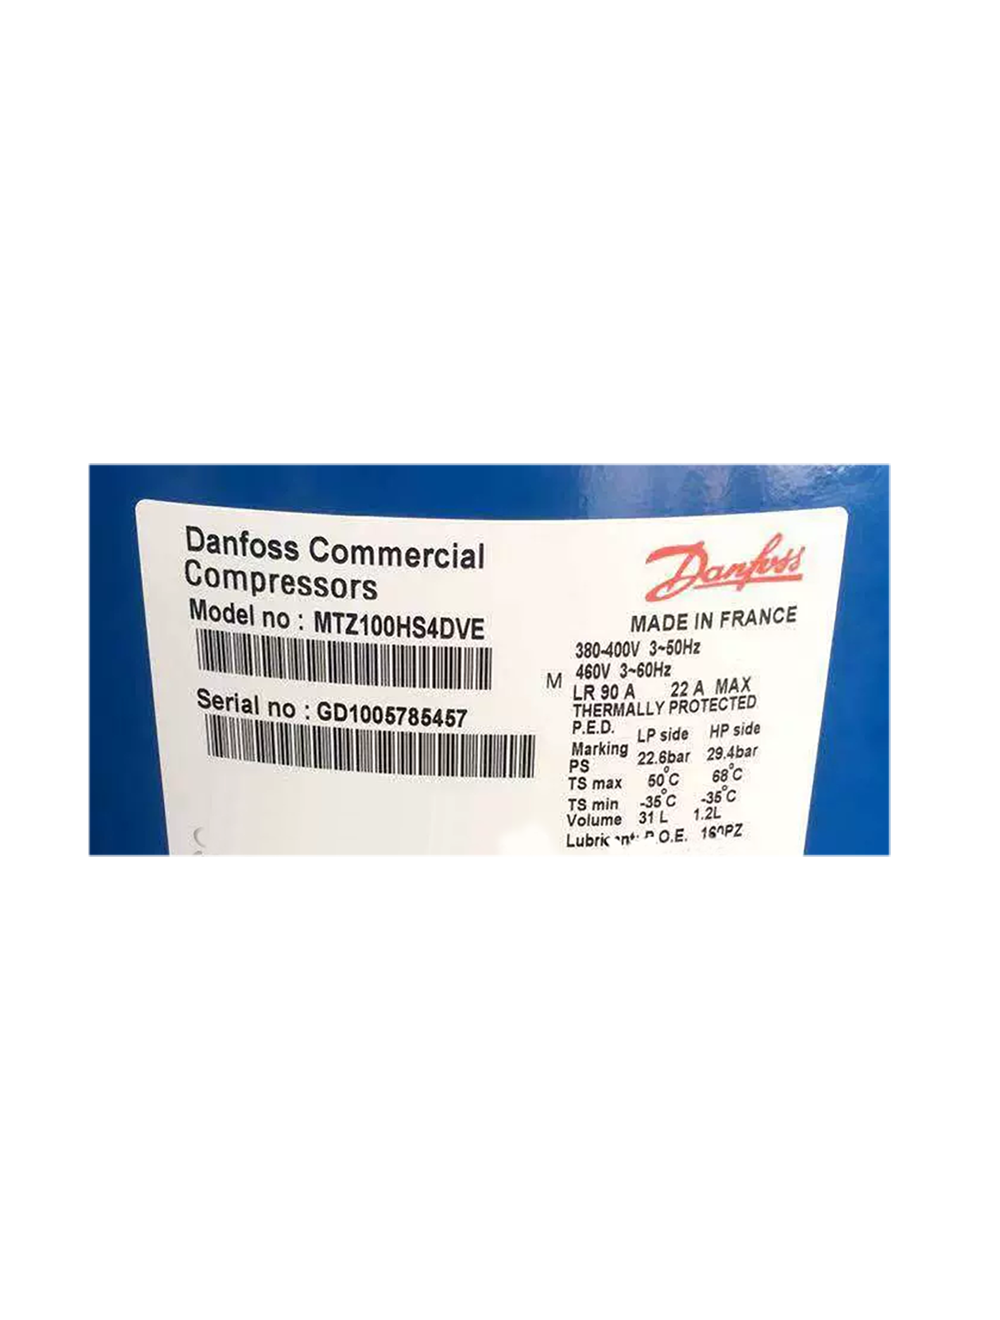 Danfoss Commercial
Compressors
Model no : MTZ100HS4DVE
Serial no : GD1005785457
Danfoss
MADE IN FRANCE
380-400V 3~50Hz
460V 3~60Hz
M
LR 90 A 22 A MAX
THERMALLY PROTECTED
P.E.D. LP side HP side
Marking
PS 22.6bar 29.4bar
TS max 50°C 68°C
TS min -35°C -35°C
Volume 31 L 1.2L
P.O.E. 160PZ